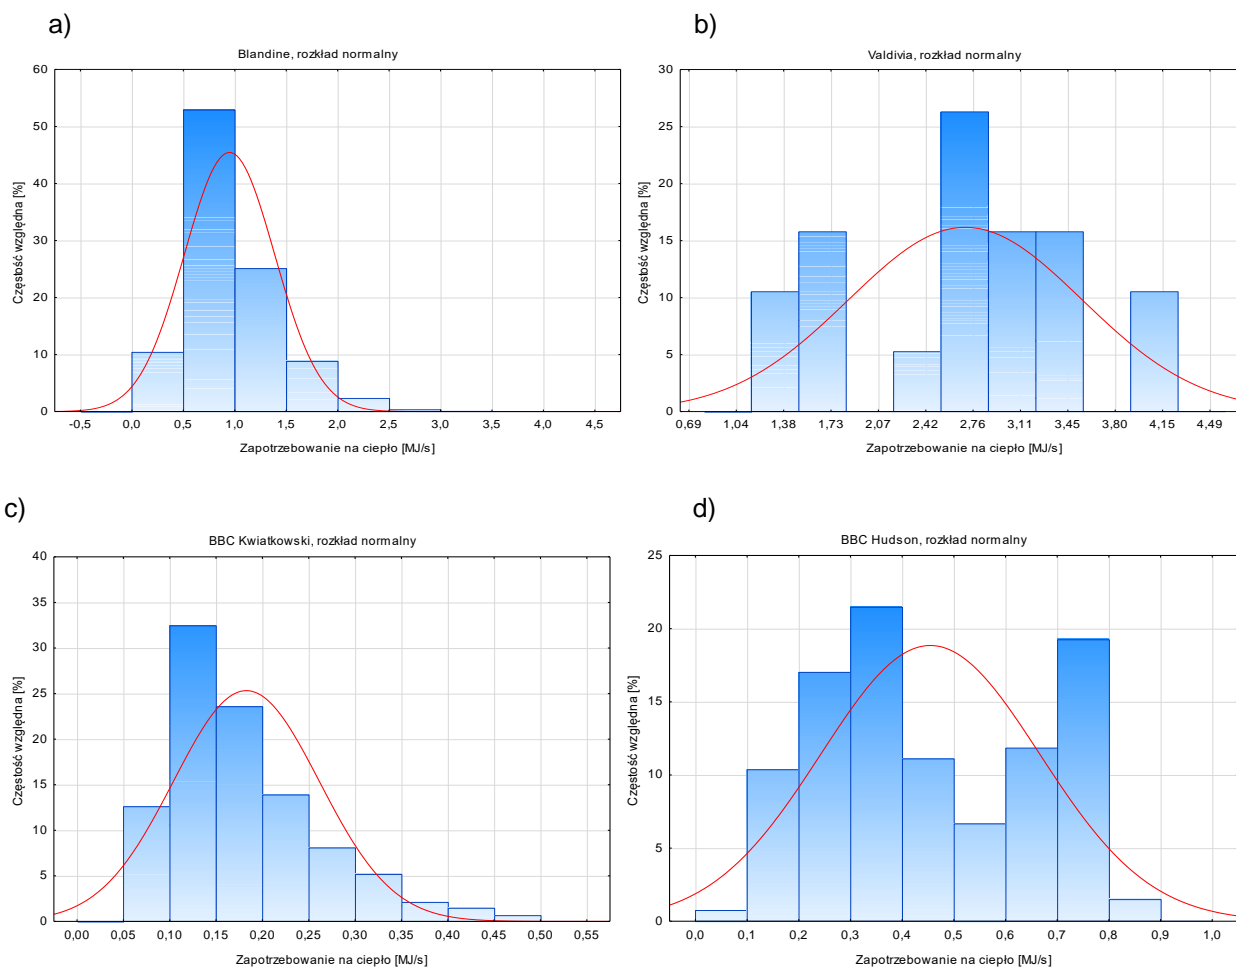 a)
Blandine, rozkład normalny
60
50
40
30
20
10
0
Częstość względna [%]
-0,5 0,0 0,5 1,0 1,5 2,0 2,5 3,0 3,5 4,0 4,5
Zapotrzebowanie na ciepło [MJ/s]
b)
Valdivia, rozkład normalny
30
25
20
15
10
5
0
Częstość względna [%]
0,69 1,04 1,38 1,73 2,07 2,42 2,76 3,11 3,45 3,80 4,15 4,49
Zapotrzebowanie na ciepło [MJ/s]
c)
BBC Kwiatkowski, rozkład normalny
40
35
30
25
20
15
10
5
0
Częstość względna [%]
0,00 0,05 0,10 0,15 0,20 0,25 0,30 0,35 0,40 0,45 0,50 0,55
Zapotrzebowanie na ciepło [MJ/s]
d)
BBC Hudson, rozkład normalny
25
20
15
10
5
0
Częstość względna [%]
0,0 0,1 0,2 0,3 0,4 0,5 0,6 0,7 0,8 0,9 1,0
Zapotrzebowanie na ciepło [MJ/s]